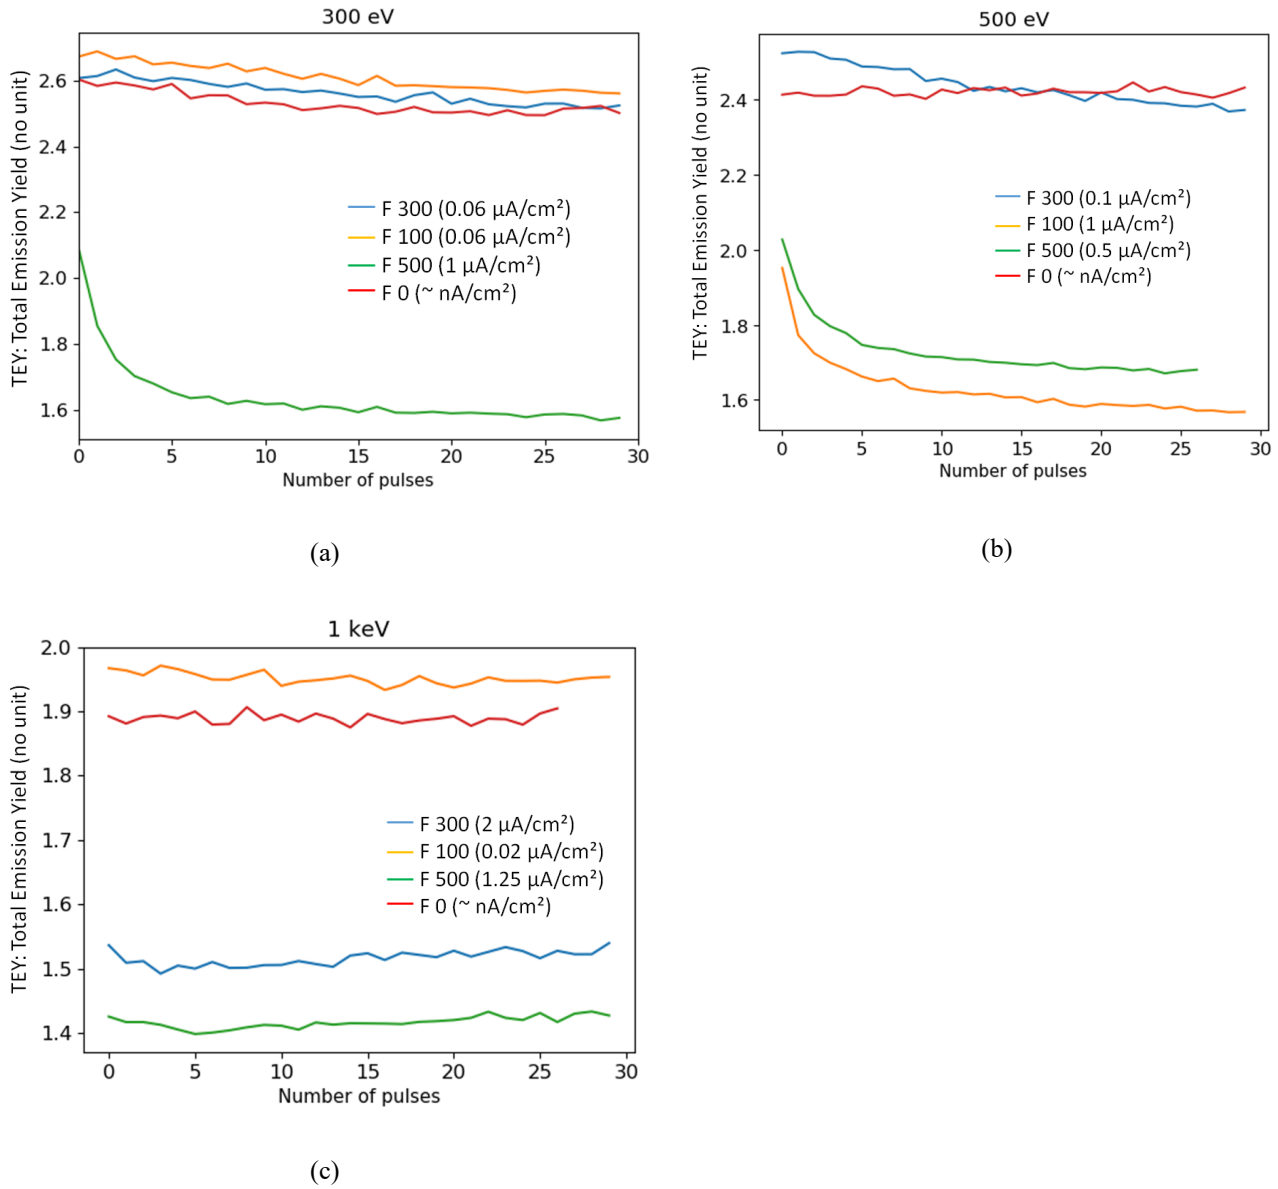 300 eV
TEY: Total Emission Yield (no unit)
2.6
2.4
2.2
2.0
1.8
1.6
F 300 (0.06 µA/cm²)
F 100 (0.06 µA/cm²)
F 500 (1 µA/cm²)
F 0 (~ nA/cm²)
0 5 10 15 20 25 30
Number of pulses
(a)
500 eV
TEY: Total Emission Yield (no unit)
2.4
2.2
2.0
1.8
1.6
F 300 (0.1 µA/cm²)
F 100 (1 µA/cm²)
F 500 (0.5 µA/cm²)
F 0 (~ nA/cm²)
0 5 10 15 20 25 30
Number of pulses
(b)
1 keV
TEY: Total Emission Yield (no unit)
2.0
1.9
1.8
1.7
1.6
1.5
1.4
F 300 (2 µA/cm²)
F 100 (0.02 µA/cm²)
F 500 (1.25 µA/cm²)
F 0 (~ nA/cm²)
0 5 10 15 20 25 30
Number of pulses
(c)